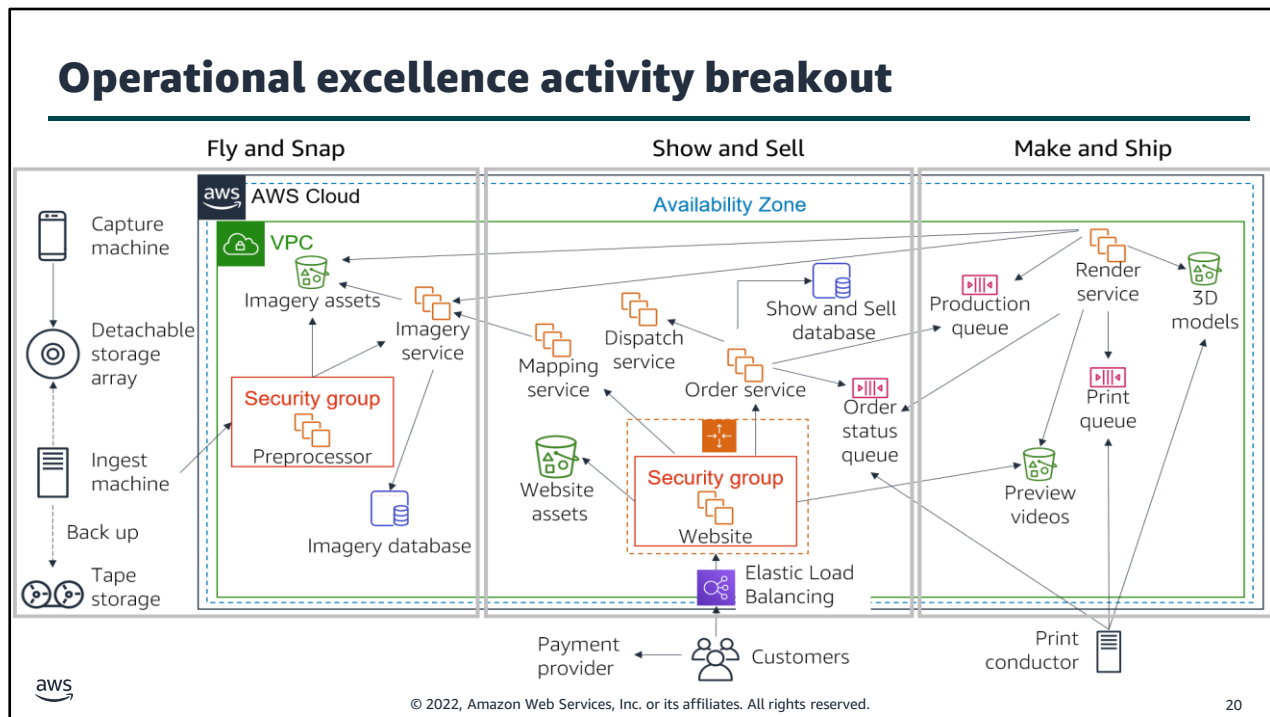 Operational excellence activity breakout
Fly and Snap
Show and Sell
Make and Ship
aws
AWS Cloud
Availability Zone
VPC
Capture
machine
Detachable
storage
array
Ingest
machine
Back up
Tape
storage
Imagery assets
Imagery
service
Security group
Preprocessor
Imagery database
Mapping
service
Dispatch
service
Order service
Show and Sell
database
Order
status
queue
Website
assets
Security group
Website
Elastic Load
Balancing
Production
queue
Render
service
3D
models
Print
queue
Preview
videos
Payment
provider
Customers
Print
conductor
aws
© 2022, Amazon Web Services, Inc. or its affiliates. All rights reserved.
20